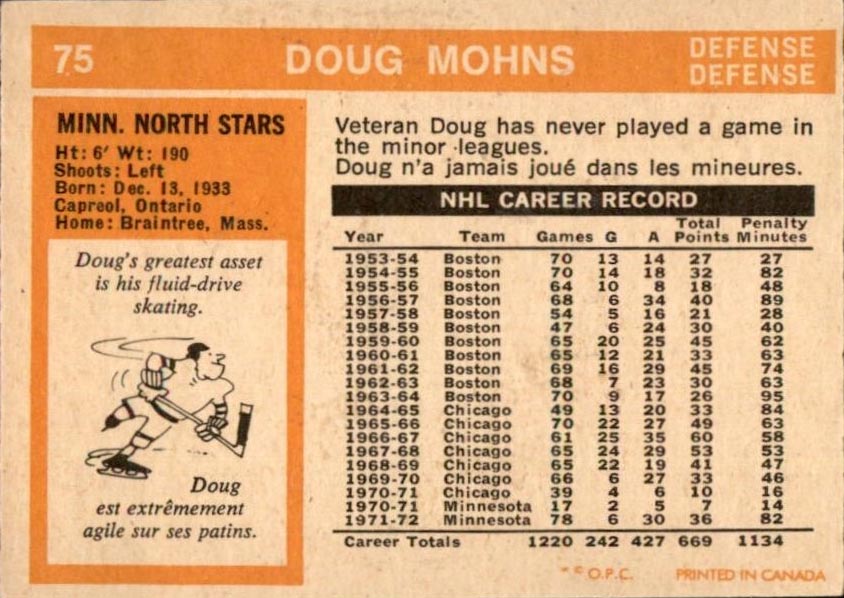 75 DOUG MOHNS DEFENSE
DEFENSE
MINN. NORTH STARS
Ht: 6' Wt: 190
Shoots: Left
Born: Dec. 13, 1933
Capreol, Ontario
Home: Braintree, Mass.
Doug's greatest asset
is his fluid-drive
skating.
Doug
est extrêmement
agile sur ses patins.
Veteran Doug has never played a game in
the minor leagues.
Doug n'a jamais joué dans les mineures.
NHL CAREER RECORD
Year Team Games G A Total Points Penalty Minutes
1953-54 Boston 70 13 14 27 27
1954-55 Boston 70 14 18 32 82
1955-56 Boston 64 10 8 18 48
1956-57 Boston 68 6 34 40 89
1957-58 Boston 54 5 16 21 28
1958-59 Boston 47 6 24 30 40
1959-60 Boston 65 20 25 45 62
1960-61 Boston 65 12 21 33 63
1961-62 Boston 69 16 29 45 74
1962-63 Boston 68 7 23 30 63
1963-64 Boston 70 9 17 26 95
1964-65 Chicago 49 13 20 33 84
1965-66 Chicago 70 22 27 49 63
1966-67 Chicago 61 25 35 60 58
1967-68 Chicago 65 24 29 53 53
1968-69 Chicago 65 22 19 41 47
1969-70 Chicago 66 6 27 33 46
1970-71 Chicago 39 4 6 10 16
1970-71 Minnesota 17 2 5 7 14
1971-72 Minnesota 78 6 30 36 82
Career Totals 1220 242 427 669 1134
© O.P.C. PRINTED IN CANADA